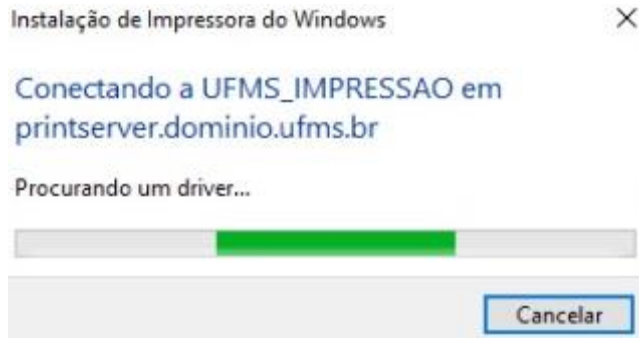 Instalação de Impressora do Windows
Conectando a UFMS_IMPRESSAO em
printserver.dominio.ufms.br
Procurando um driver...
Cancelar